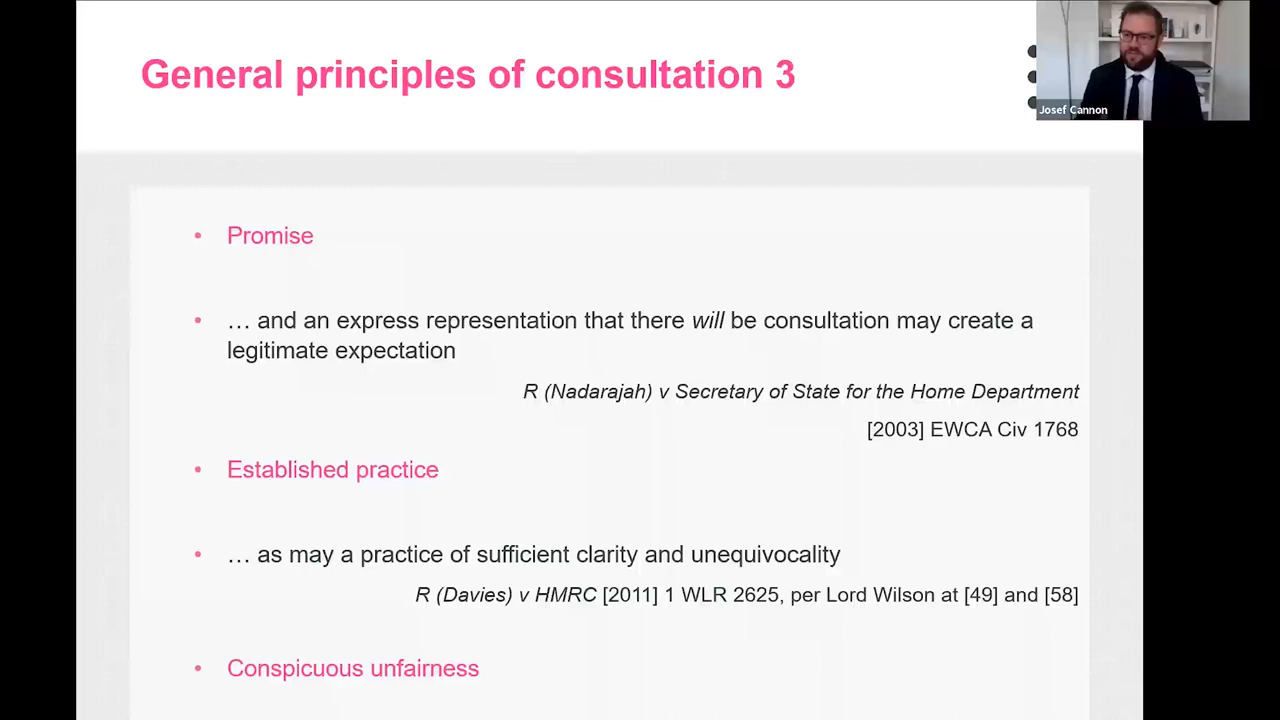 General principles of consultation 3
Josef Cannon
• Promise
• … and an express representation that there will be consultation may create a
legitimate expectation
R (Nadarajah) v Secretary of State for the Home Department
[2003] EWCA Civ 1768
• Established practice
• … as may a practice of sufficient clarity and unequivocality
R (Davies) v HMRC [2011] 1 WLR 2625, per Lord Wilson at [49] and [58]
• Conspicuous unfairness